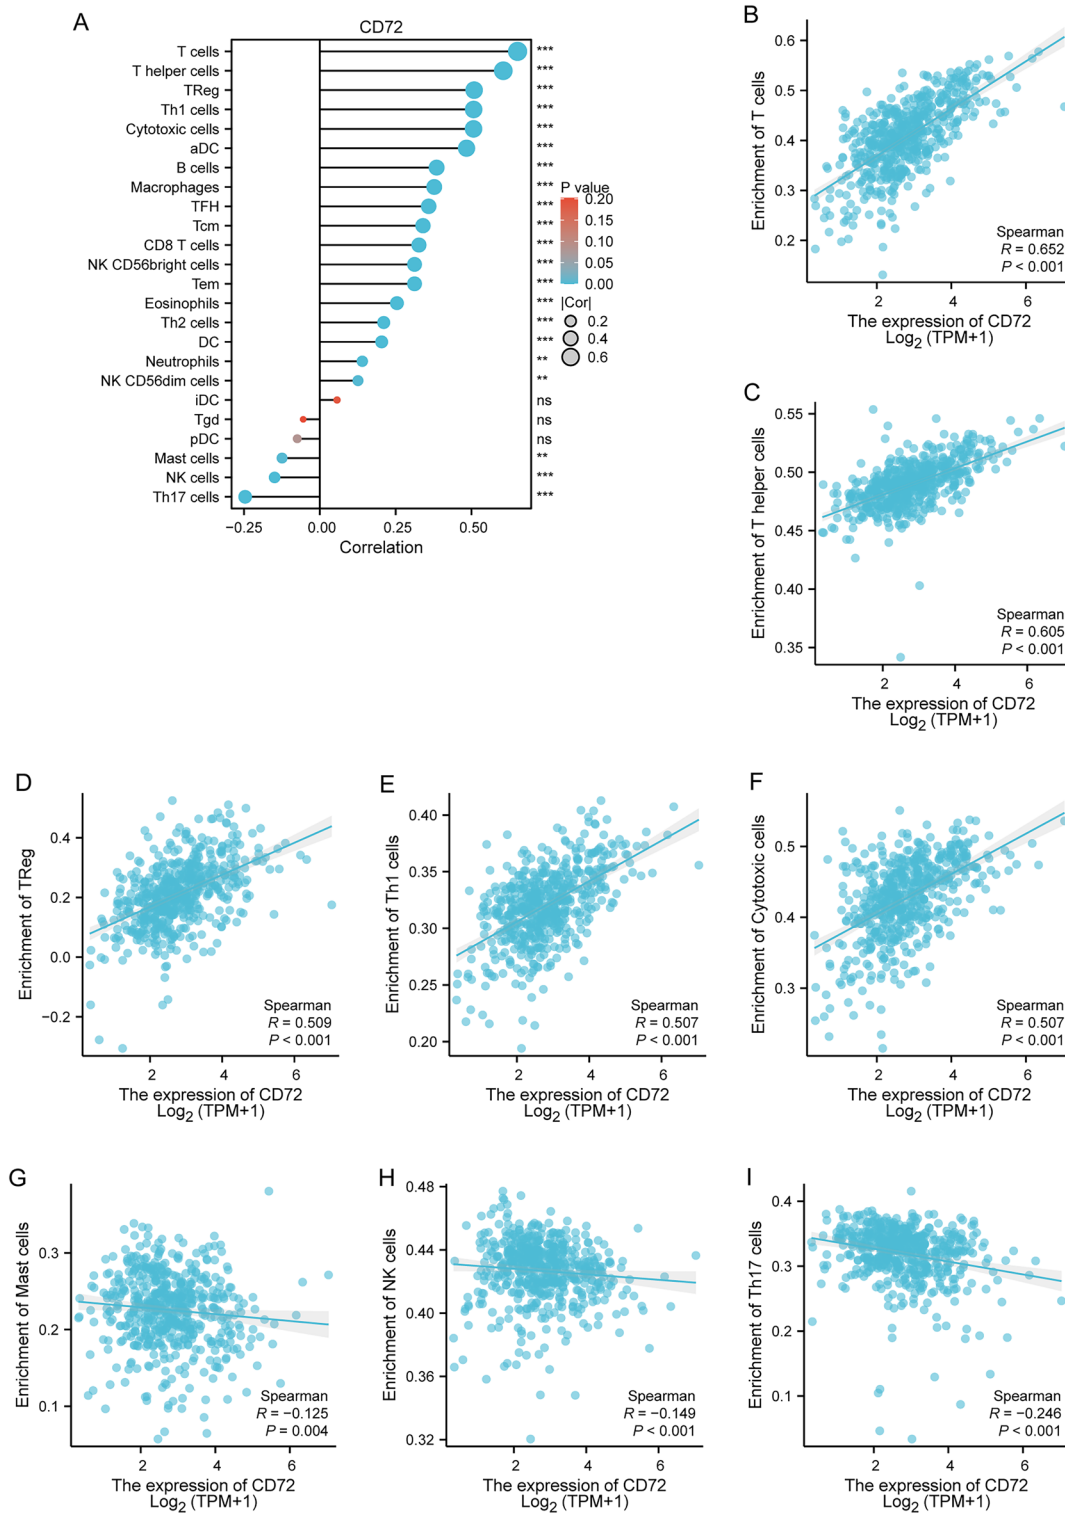 A
CD72
T cells ***
T helper cells ***
TReg ***
Th1 cells ***
Cytotoxic cells ***
aDC ***
B cells ***
Macrophages ***
TFH ***
Tcm ***
CD8 T cells ***
NK CD56bright cells ***
Tem ***
Eosinophils ***
Th2 cells ***
DC ***
Neutrophils **
NK CD56dim cells **
iDC ns
Tgd ns
pDC ns
Mast cells **
NK cells ***
Th17 cells ***
−0.25 0.00 0.25 0.50
Correlation
P value
0.20
0.15
0.10
0.05
0.00
|Cor|
0.2
0.4
0.6
B
Enrichment of T cells
0.6
0.5
0.4
0.3
0.2
Spearman
R = 0.652
P < 0.001
2 4 6
The expression of CD72
Log2 (TPM+1)
C
Enrichment of T helper cells
0.55
0.50
0.45
0.40
0.35
Spearman
R = 0.605
P < 0.001
2 4 6
The expression of CD72
Log2 (TPM+1)
D
Enrichment of TReg
0.4
0.2
0.0
−0.2
Spearman
R = 0.509
P < 0.001
2 4 6
The expression of CD72
Log2 (TPM+1)
E
Enrichment of Th1 cells
0.40
0.35
0.30
0.25
0.20
Spearman
R = 0.507
P < 0.001
2 4 6
The expression of CD72
Log2 (TPM+1)
F
Enrichment of Cytotoxic cells
0.5
0.4
0.3
Spearman
R = 0.507
P < 0.001
2 4 6
The expression of CD72
Log2 (TPM+1)
G
Enrichment of Mast cells
0.3
0.2
0.1
Spearman
R = −0.125
P = 0.004
2 4 6
The expression of CD72
Log2 (TPM+1)
H
Enrichment of NK cells
0.48
0.44
0.40
0.36
0.32
Spearman
R = −0.149
P < 0.001
2 4 6
The expression of CD72
Log2 (TPM+1)
I
Enrichment of Th17 cells
0.4
0.3
0.2
0.1
Spearman
R = −0.246
P < 0.001
2 4 6
The expression of CD72
Log2 (TPM+1)